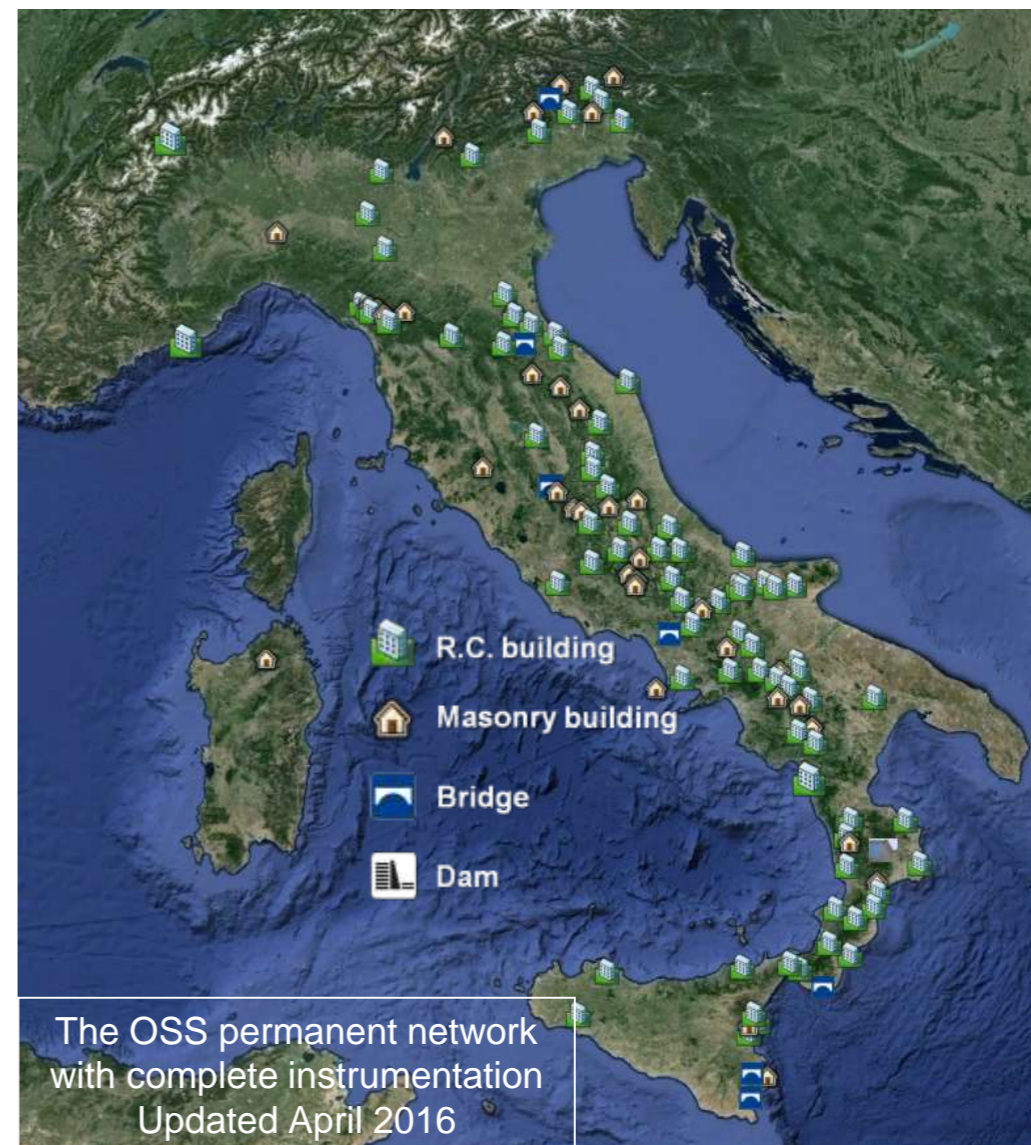 R.C. building
Masonry building
Bridge
Dam
The OSS permanent network
with complete instrumentation
Updated April 2016